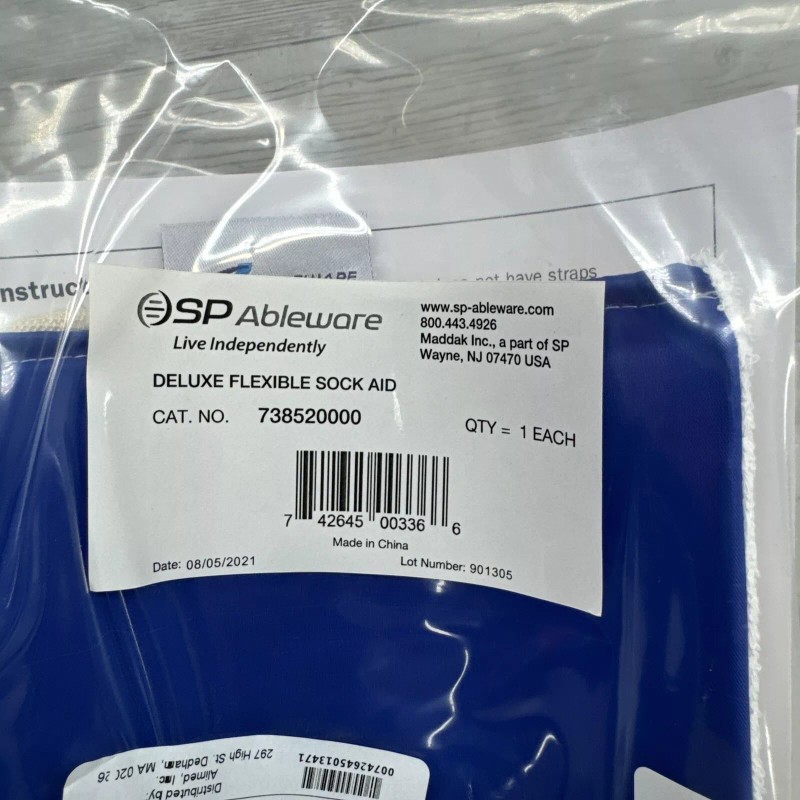 not have straps
SP Ableware
Live Independently
www.sp-ableware.com
800.443.4926
Maddak Inc., a part of SP
Wayne, NJ 07470 USA
DELUXE FLEXIBLE SOCK AID
CAT. NO. 738520000
QTY = 1 EACH
7 42645 00336 6
Made in China
Date: 08/05/2021
Lot Number: 901305
Distributed by:
Alimed, Inc.
297 High St. Dedham, MA 02026
00742645013471